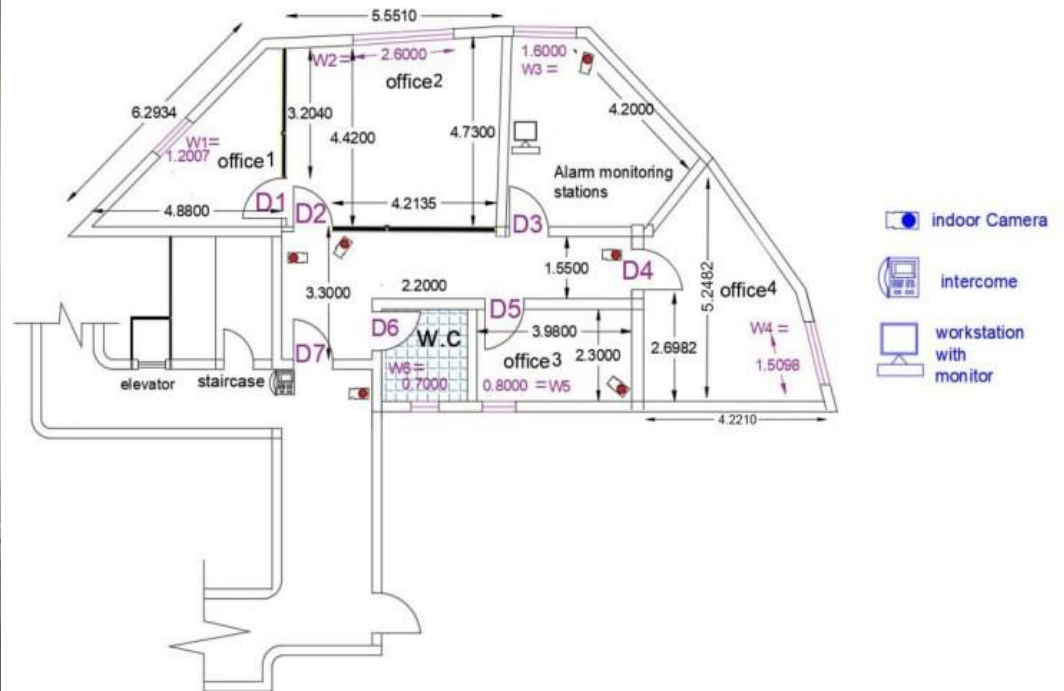 5.5510
W2= 2.6000
1.6000
W3 =
office2
6.2934
3.2040
4.4200
4.7300
4.2000
W1=
1.2007
office1
Alarm monitoring
stations
4.8800
D1
D2
4.2135
D3
indoor Camera
1.5500
D4
3.3000
2.2000
5.2482
office4
intercome
D5
D6
W.C
3.9800
W4 =
1.5098
D7
office3
2.3000
2.6982
workstation
with
monitor
elevator
staircase
W6=
0.7000
0.8000 =W5
4.2210